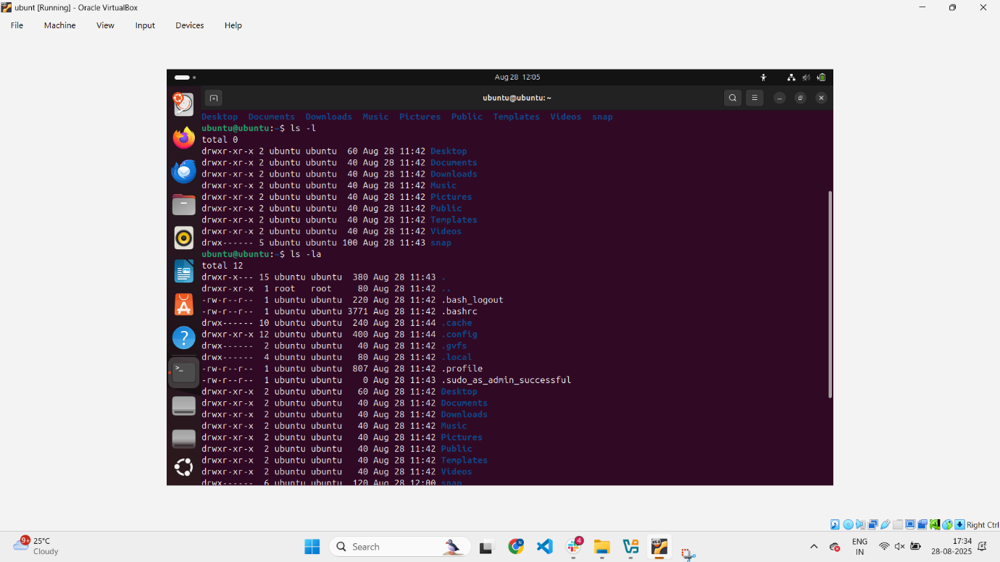 ubunt [Running] - Oracle VirtualBox
File Machine View Input Devices Help
Aug 28 12:05
ubuntu@ubuntu: ~
Desktop Documents Downloads Music Pictures Public Templates Videos snap
ubuntu@ubuntu:~$ ls -l
total 0
drwxr-xr-x 2 ubuntu ubuntu 60 Aug 28 11:42 Desktop
drwxr-xr-x 2 ubuntu ubuntu 40 Aug 28 11:42 Documents
drwxr-xr-x 2 ubuntu ubuntu 40 Aug 28 11:42 Downloads
drwxr-xr-x 2 ubuntu ubuntu 40 Aug 28 11:42 Music
drwxr-xr-x 2 ubuntu ubuntu 40 Aug 28 11:42 Pictures
drwxr-xr-x 2 ubuntu ubuntu 40 Aug 28 11:42 Public
drwxr-xr-x 2 ubuntu ubuntu 40 Aug 28 11:42 Templates
drwxr-xr-x 2 ubuntu ubuntu 40 Aug 28 11:42 Videos
drwx------ 5 ubuntu ubuntu 100 Aug 28 11:43 snap
ubuntu@ubuntu:~$ ls -la
total 12
drwxr-x--- 15 ubuntu ubuntu 380 Aug 28 11:43 .
drwxr-xr-x 1 root root 80 Aug 28 11:42 ..
-rw-r--r-- 1 ubuntu ubuntu 220 Aug 28 11:42 .bash_logout
-rw-r--r-- 1 ubuntu ubuntu 3771 Aug 28 11:42 .bashrc
drwx------ 10 ubuntu ubuntu 240 Aug 28 11:44 .cache
drwxr-xr-x 12 ubuntu ubuntu 400 Aug 28 11:44 .config
drwx------ 2 ubuntu ubuntu 40 Aug 28 11:42 .gvfs
drwx------ 4 ubuntu ubuntu 80 Aug 28 11:42 .local
-rw-r--r-- 1 ubuntu ubuntu 807 Aug 28 11:42 .profile
-rw-r--r-- 1 ubuntu ubuntu 0 Aug 28 11:43 .sudo_as_admin_successful
drwxr-xr-x 2 ubuntu ubuntu 60 Aug 28 11:42 Desktop
drwxr-xr-x 2 ubuntu ubuntu 40 Aug 28 11:42 Documents
drwxr-xr-x 2 ubuntu ubuntu 40 Aug 28 11:42 Downloads
drwxr-xr-x 2 ubuntu ubuntu 40 Aug 28 11:42 Music
drwxr-xr-x 2 ubuntu ubuntu 40 Aug 28 11:42 Pictures
drwxr-xr-x 2 ubuntu ubuntu 40 Aug 28 11:42 Public
drwxr-xr-x 2 ubuntu ubuntu 40 Aug 28 11:42 Templates
drwxr-xr-x 2 ubuntu ubuntu 40 Aug 28 11:42 Videos
drwx------ 6 ubuntu ubuntu 120 Aug 28 12:00 snap
Right Ctrl
9+
25°C
Cloudy
Search
4
ENG
IN
17:34
28-08-2025